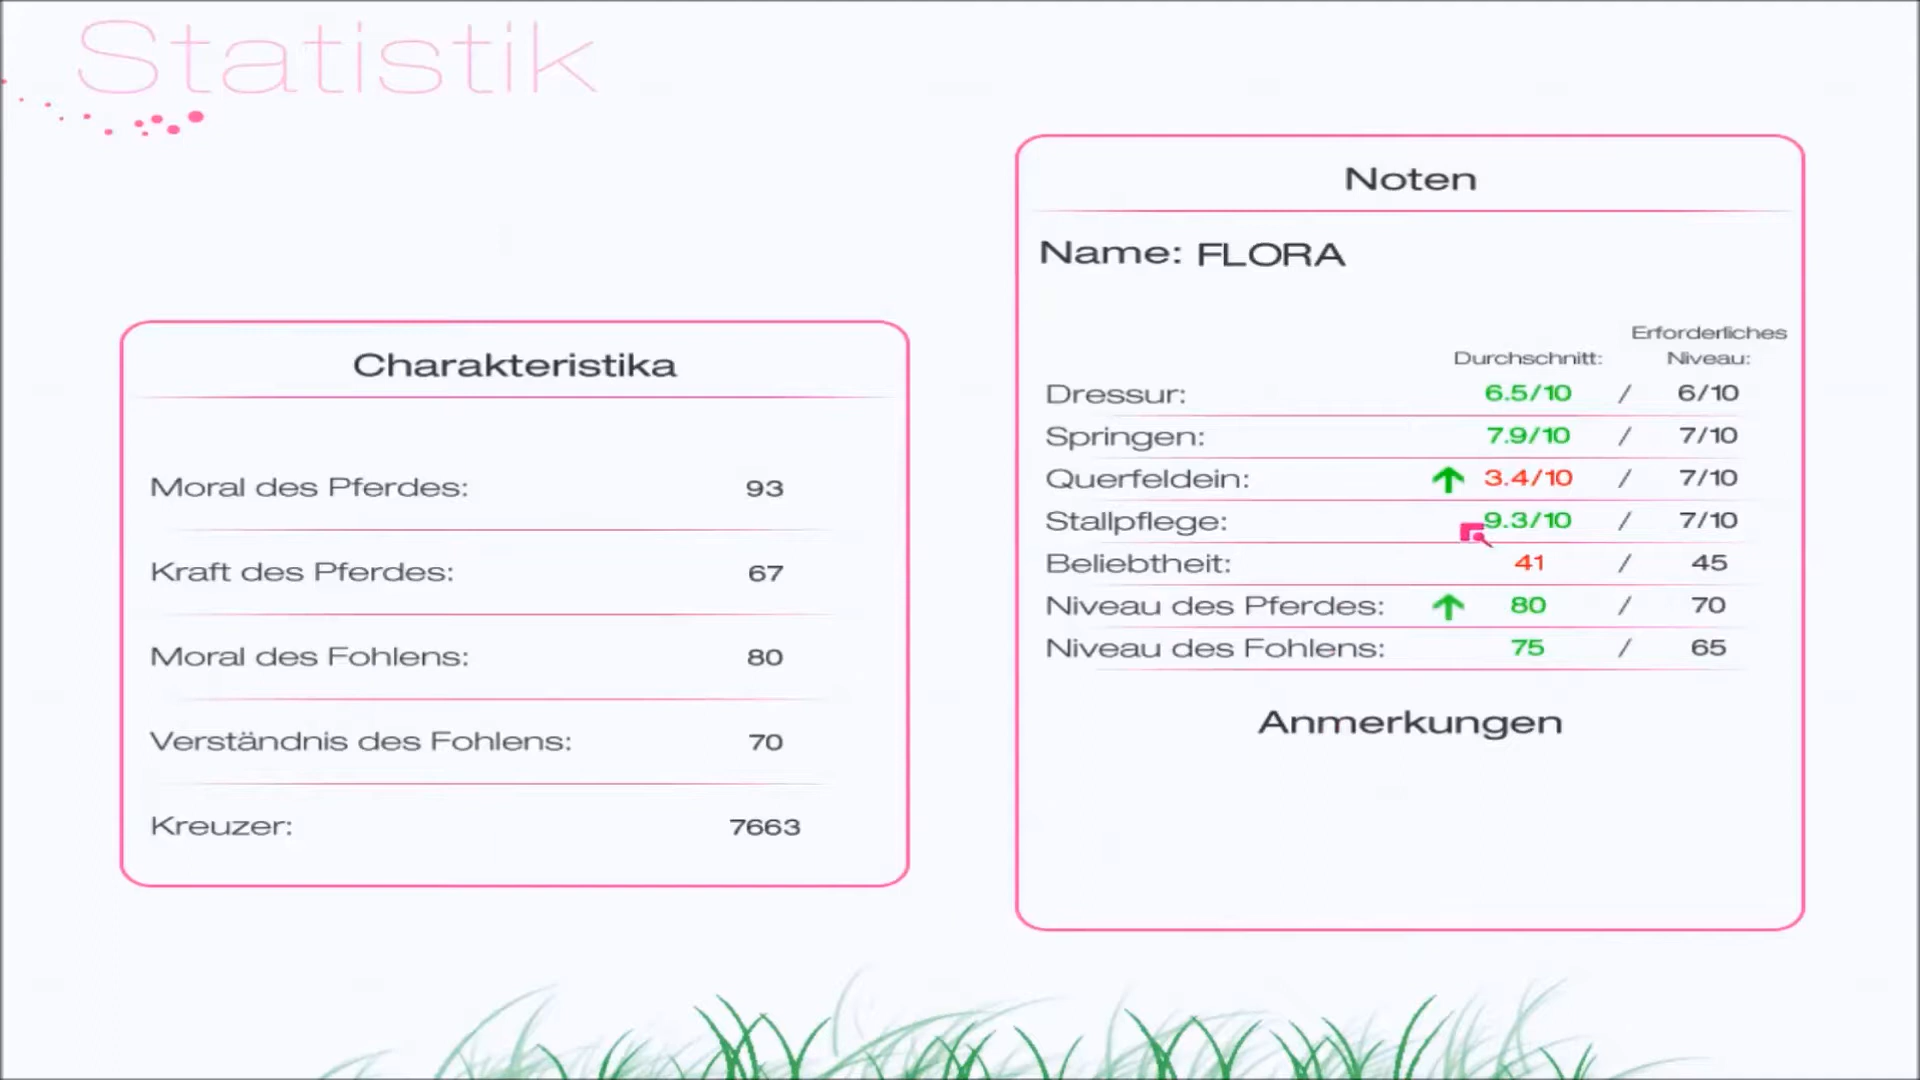 Statistik
Charakteristika
Moral des Pferdes: 93
Kraft des Pferdes: 67
Moral des Fohlens: 80
Verständnis des Fohlens: 70
Kreuzer: 7663
Noten
Name: FLORA
Erforderliches
Durchschnitt: Niveau:
Dressur: 6.5/10 / 6/10
Springen: 7.9/10 / 7/10
Querfeldein: 3.4/10 / 7/10
Stallpflege: 9.3/10 / 7/10
Beliebtheit: 41 / 45
Niveau des Pferdes: 80 / 70
Niveau des Fohlens: 75 / 65
Anmerkungen